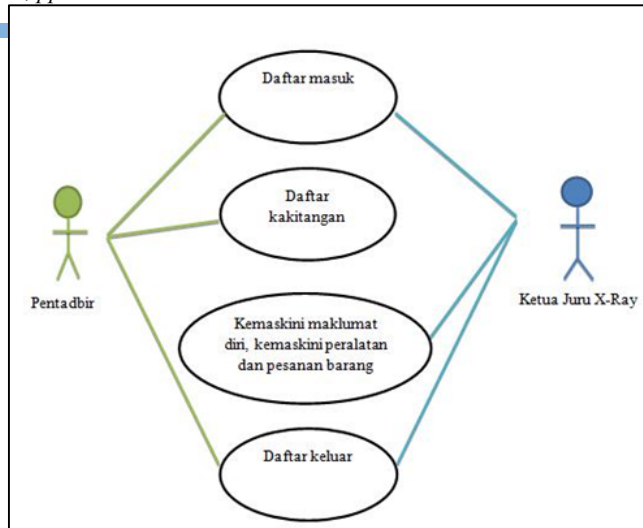 Daftar masuk
Daftar
kakitangan
Pentadbir
Ketua Juru X-Ray
Kemaskini maklumat
diri, kemaskini peralatan
dan pesanan barang
Daftar keluar